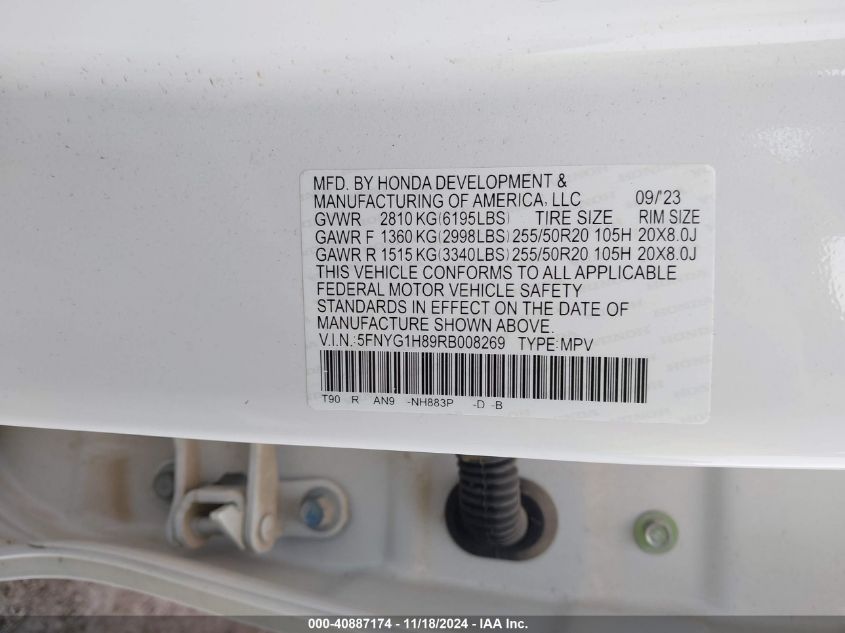 MFD. BY HONDA DEVELOPMENT &
MANUFACTURING OF AMERICA, LLC 09/'23
GVWR 2810 KG(6195LBS) TIRE SIZE RIM SIZE
GAWR F 1360 KG(2998LBS) 255/50R20 105H 20X8.0J
GAWR R 1515 KG(3340LBS) 255/50R20 105H 20X8.0J
THIS VEHICLE CONFORMS TO ALL APPLICABLE
FEDERAL MOTOR VEHICLE SAFETY
STANDARDS IN EFFECT ON THE DATE OF
MANUFACTURE SHOWN ABOVE.
V.I.N.:5FNYG1H89RB008269 TYPE:MPV
T90 R AN9 -NH883P -D -B
000-40887174 — 11/18/2024 — IAA Inc.